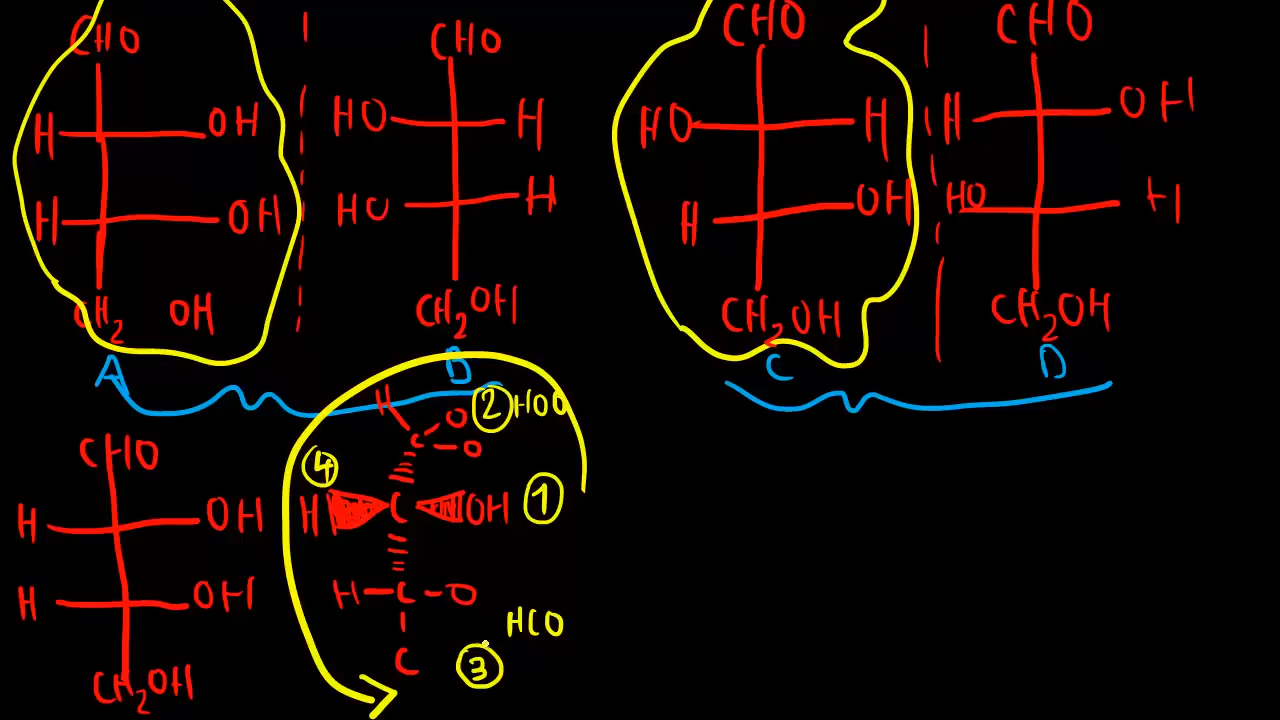 CHO CHO CHO CHO
H OH HO H HO H H OH
H OH HO H H OH HO H
CH₂ OH CH₂OH CH₂OH CH₂OH
A B C D
H O ② HOO
CHO C O
④
H OH H C OH ①
H OH H C O HCO
CH₂OH C ③